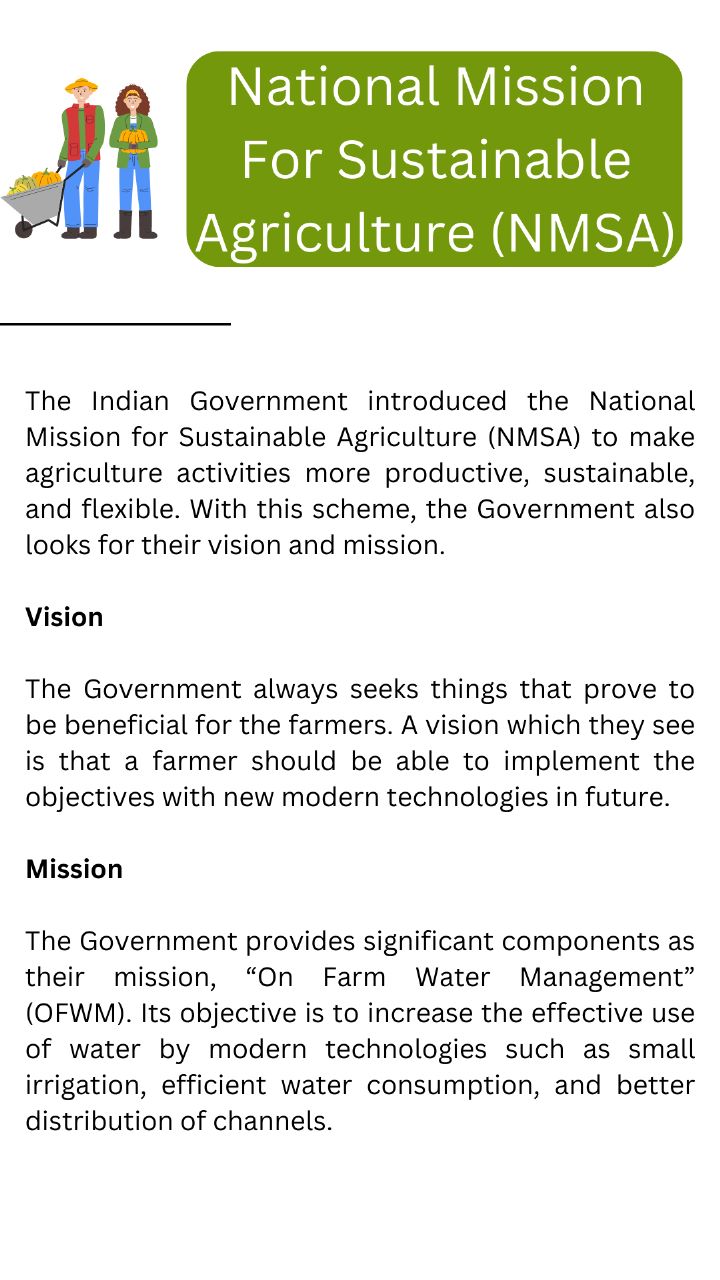 National Mission
For Sustainable
Agriculture (NMSA)
The Indian Government introduced the National
Mission for Sustainable Agriculture (NMSA) to make
agriculture activities more productive, sustainable,
and flexible. With this scheme, the Government also
looks for their vision and mission.
Vision
The Government always seeks things that prove to
be beneficial for the farmers. A vision which they see
is that a farmer should be able to implement the
objectives with new modern technologies in future.
Mission
The Government provides significant components as
their mission, “On Farm Water Management”
(OFWM). Its objective is to increase the effective use
of water by modern technologies such as small
irrigation, efficient water consumption, and better
distribution of channels.